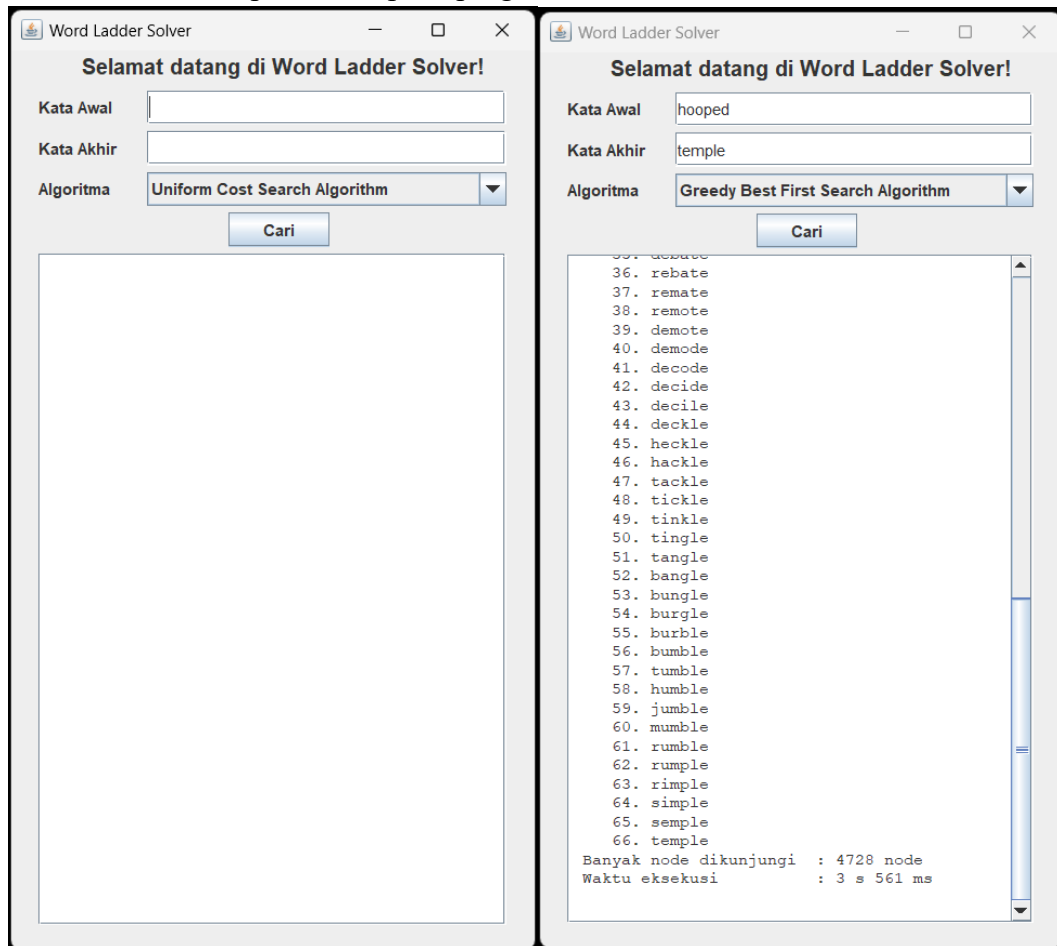 Word Ladder Solver
Selamat datang di Word Ladder Solver!
Kata Awal
Kata Akhir
Algoritma Uniform Cost Search Algorithm
Cari
Word Ladder Solver
Selamat datang di Word Ladder Solver!
Kata Awal hooped
Kata Akhir temple
Algoritma Greedy Best First Search Algorithm
Cari
36. rebate
37. remate
38. remote
39. demote
40. demode
41. decode
42. decide
43. decile
44. deckle
45. heckle
46. hackle
47. tackle
48. tickle
49. tinkle
50. tingle
51. tangle
52. bangle
53. bungle
54. burgle
55. burble
56. bumble
57. tumble
58. humble
59. jumble
60. mumble
61. rumble
62. rumple
63. rimple
64. simple
65. semple
66. temple
Banyak node dikunjungi : 4728 node
Waktu eksekusi : 3 s 561 ms